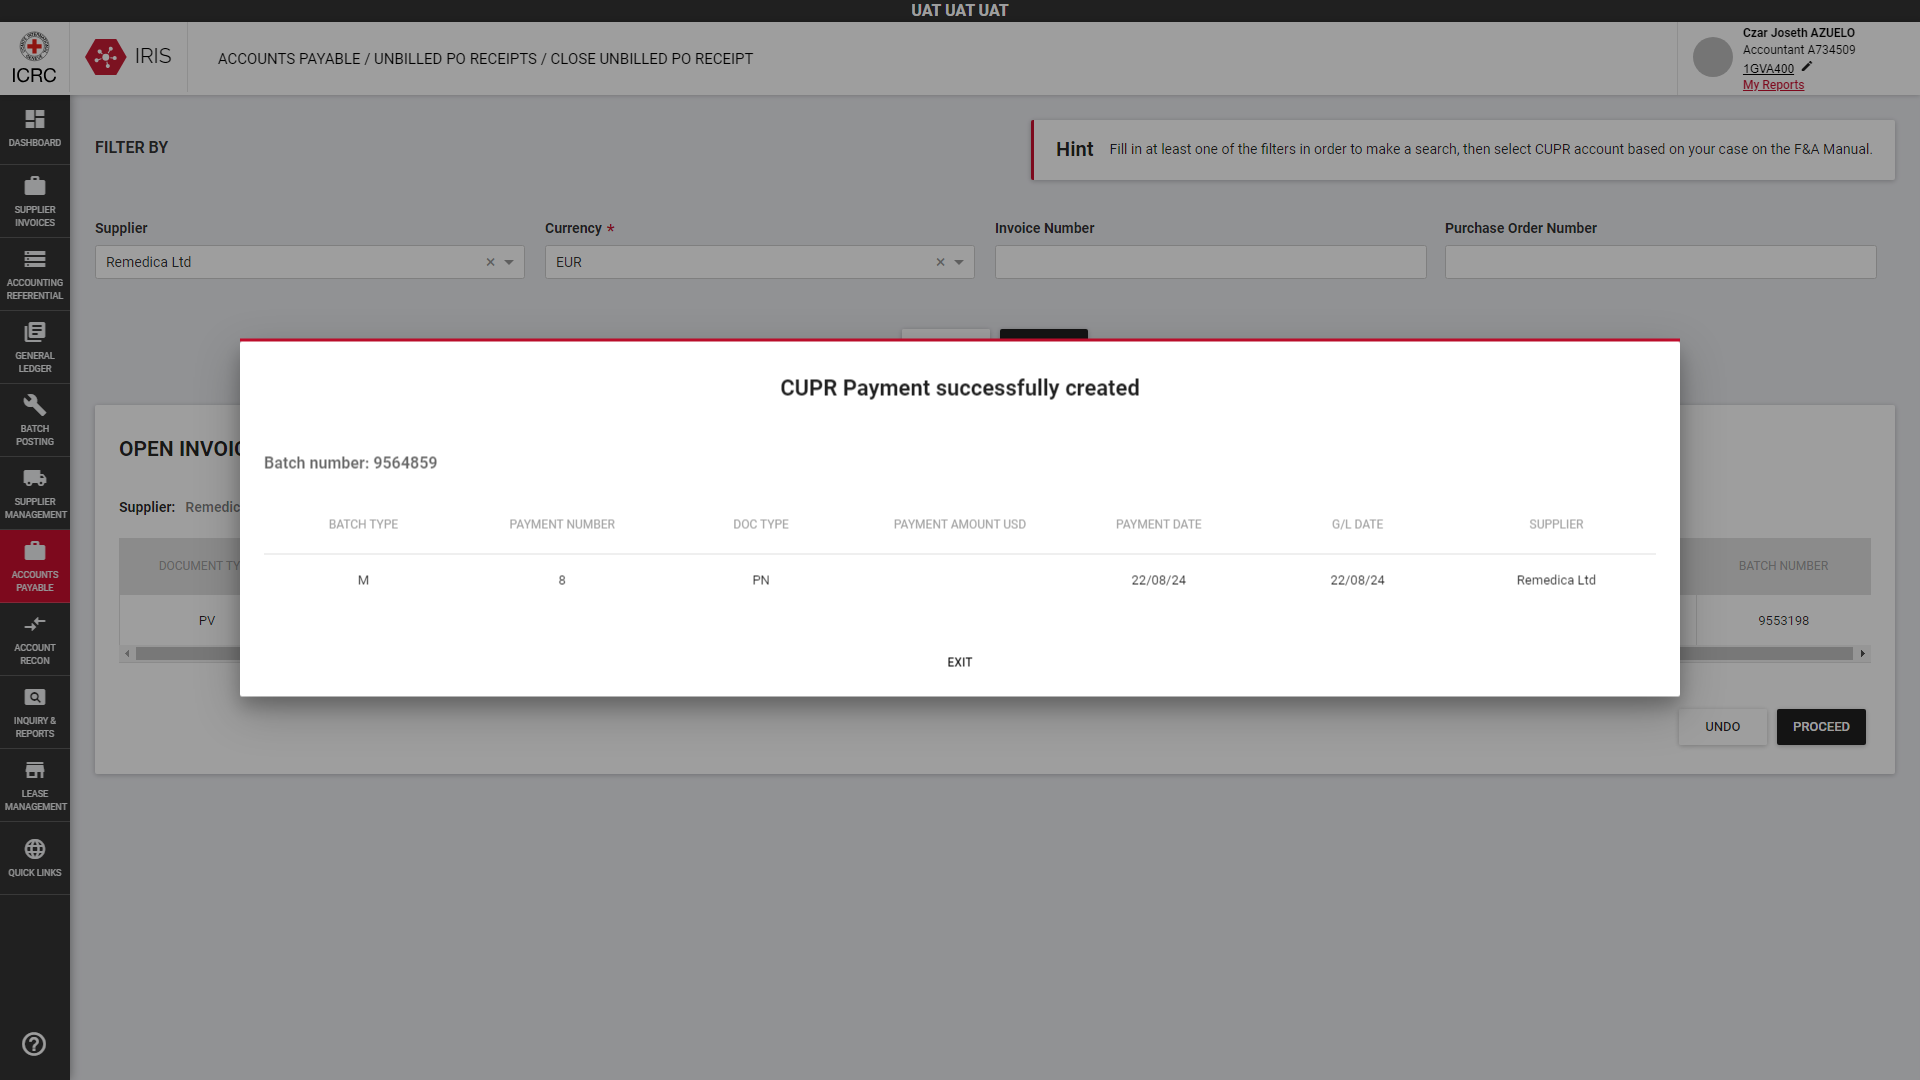 UAT UAT UAT
ICRC
IRIS
ACCOUNTS PAYABLE / UNBILLED PO RECEIPTS / CLOSE UNBILLED PO RECEIPT
Czar Joseth AZUELO
Accountant A734509
1GVA400
My Reports
DASHBOARD
SUPPLIER
INVOICES
ACCOUNTING
REFERENTIAL
GENERAL
LEDGER
BATCH
POSTING
SUPPLIER
MANAGEMENT
ACCOUNTS
PAYABLE
ACCOUNT
RECON
INQUIRY &
REPORTS
LEASE
MANAGEMENT
QUICK LINKS
FILTER BY
Hint Fill in at least one of the filters in order to make a search, then select CUPR account based on your case on the F&A Manual.
Supplier Currency * Invoice Number Purchase Order Number
Remedica Ltd EUR
OPEN INVOIC
Supplier: Remedic
DOCUMENT TY BATCH NUMBER
PV 9553198
CUPR Payment successfully created
Batch number: 9564859
BATCH TYPE PAYMENT NUMBER DOC TYPE PAYMENT AMOUNT USD PAYMENT DATE G/L DATE SUPPLIER
M 8 PN 22/08/24 22/08/24 Remedica Ltd
EXIT
UNDO PROCEED